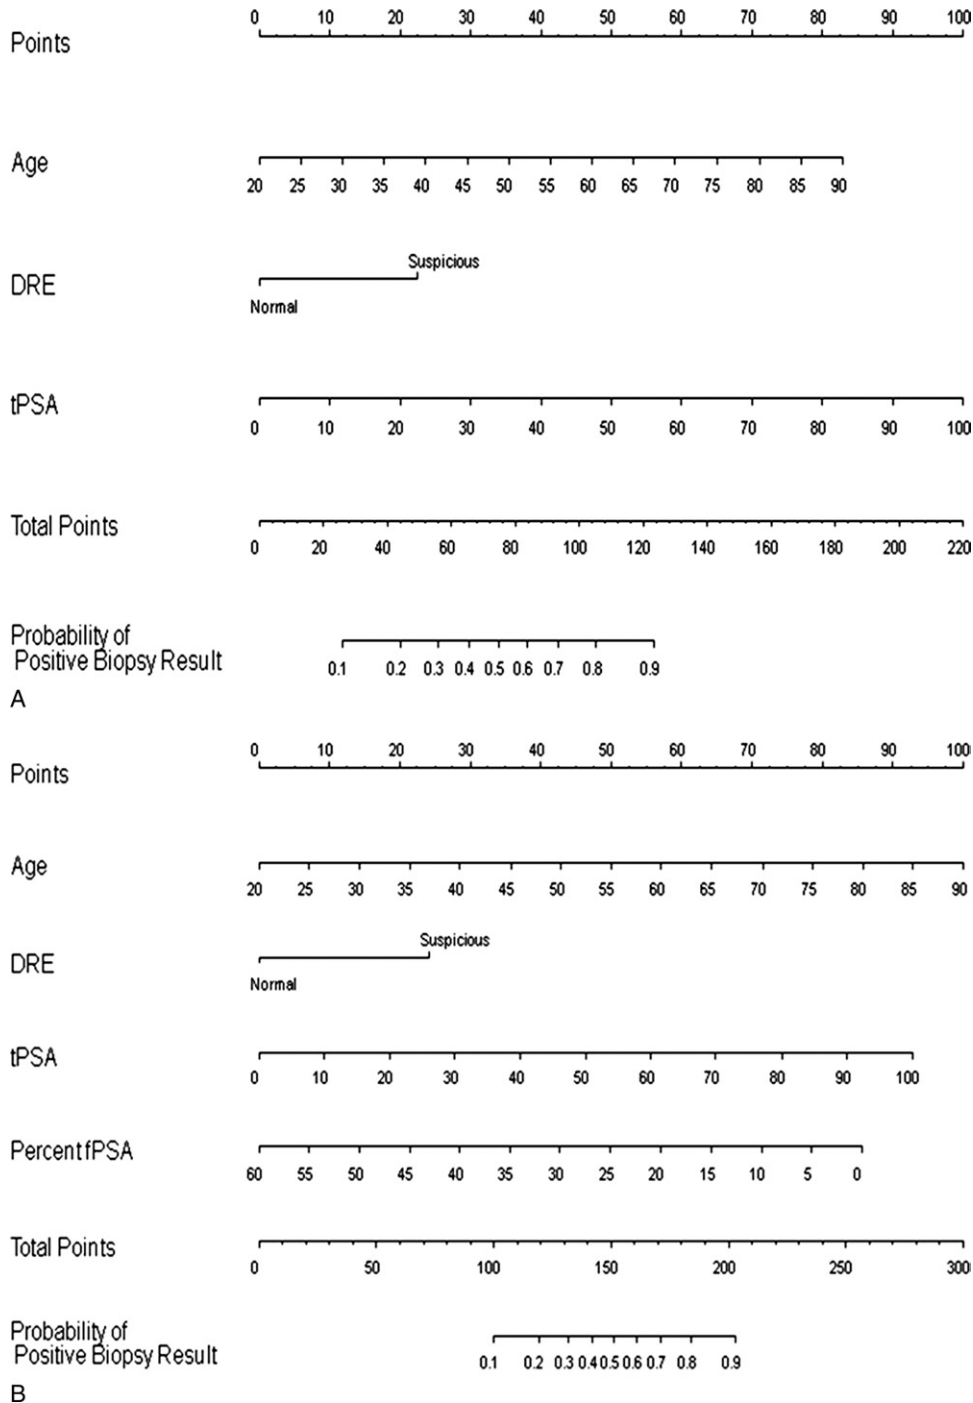 0 10 20 30 40 50 60 70 80 90 100
Points
Age
20 25 30 35 40 45 50 55 60 65 70 75 80 85 90
Suspicious
DRE
Normal
tPSA
0 10 20 30 40 50 60 70 80 90 100
Total Points
0 20 40 60 80 100 120 140 160 180 200 220
Probability of
Positive Biopsy Result
0.1 0.2 0.3 0.4 0.5 0.6 0.7 0.8 0.9
A
0 10 20 30 40 50 60 70 80 90 100
Points
Age
20 25 30 35 40 45 50 55 60 65 70 75 80 85 90
Suspicious
DRE
Normal
tPSA
0 10 20 30 40 50 60 70 80 90 100
Percent fPSA
60 55 50 45 40 35 30 25 20 15 10 5 0
Total Points
0 50 100 150 200 250 300
Probability of
Positive Biopsy Result
0.1 0.2 0.3 0.4 0.5 0.6 0.7 0.8 0.9
B